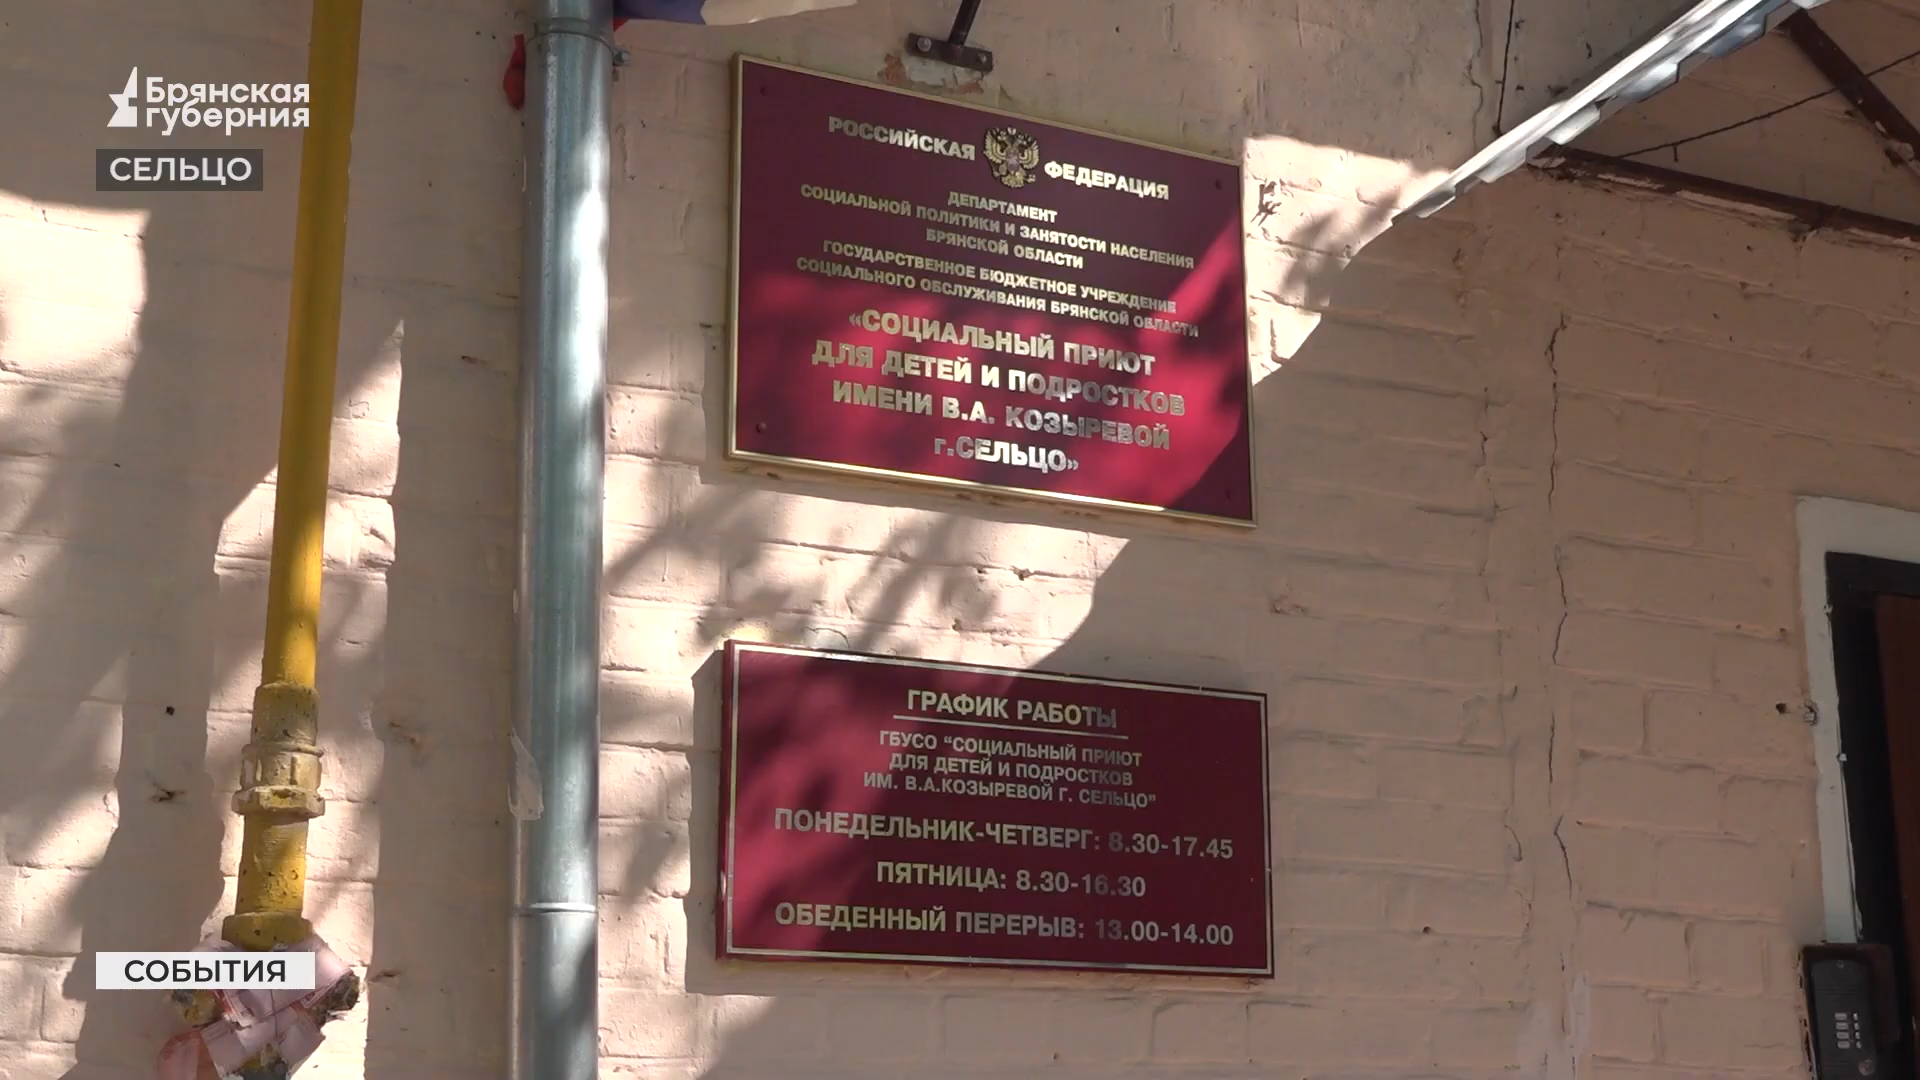 Брянская
губерния
СЕЛЬЦО
РОССИЙСКАЯ ФЕДЕРАЦИЯ
ДЕПАРТАМЕНТ
СОЦИАЛЬНОЙ ПОЛИТИКИ И ЗАНЯТОСТИ НАСЕЛЕНИЯ
БРЯНСКОЙ ОБЛАСТИ
ГОСУДАРСТВЕННОЕ БЮДЖЕТНОЕ УЧРЕЖДЕНИЕ
СОЦИАЛЬНОГО ОБСЛУЖИВАНИЯ БРЯНСКОЙ ОБЛАСТИ
«СОЦИАЛЬНЫЙ ПРИЮТ
ДЛЯ ДЕТЕЙ И ПОДРОСТКОВ
ИМЕНИ В.А. КОЗЫРЕВОЙ
г.СЕЛЬЦО»
ГРАФИК РАБОТЫ
ГБУСО "СОЦИАЛЬНЫЙ ПРИЮТ
ДЛЯ ДЕТЕЙ И ПОДРОСТКОВ
ИМ. В.А.КОЗЫРЕВОЙ Г. СЕЛЬЦО"
ПОНЕДЕЛЬНИК-ЧЕТВЕРГ: 8.30-17.45
ПЯТНИЦА: 8.30-16.30
ОБЕДЕННЫЙ ПЕРЕРЫВ: 13.00-14.00
СОБЫТИЯ